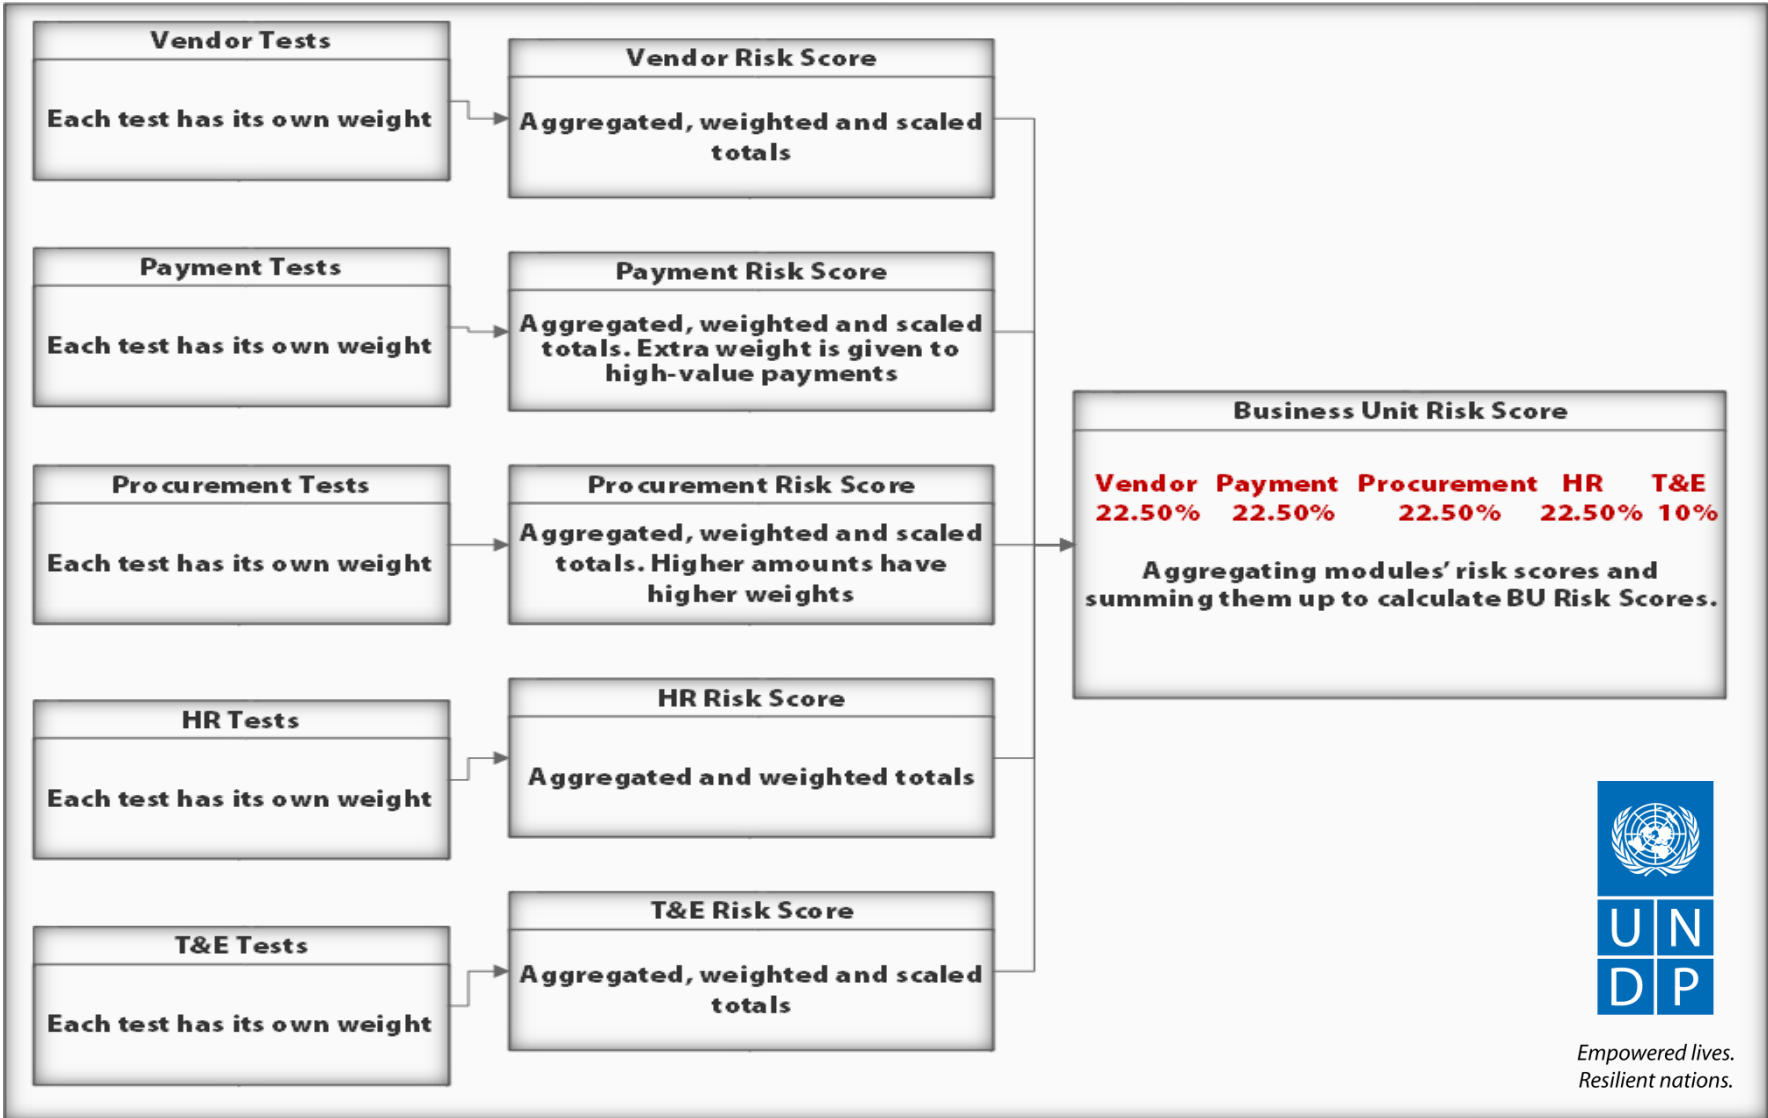 Vendor Tests
Each test has its own weight
Vendor Risk Score
Aggregated, weighted and scaled
totals
Payment Tests
Each test has its own weight
Payment Risk Score
Aggregated, weighted and scaled
totals. Extra weight is given to
high-value payments
Procurement Tests
Each test has its own weight
Procurement Risk Score
Aggregated, weighted and scaled
totals. Higher amounts have
higher weights
HR Tests
Each test has its own weight
HR Risk Score
Aggregated and weighted totals
T&E Tests
Each test has its own weight
T&E Risk Score
Aggregated, weighted and scaled
totals
Business Unit Risk Score
Vendor Payment Procurement HR T&E
22.50% 22.50% 22.50% 22.50% 10%
Aggregating modules’ risk scores and
summing them up to calculate BU Risk Scores.
U N
D P
Empowered lives.
Resilient nations.